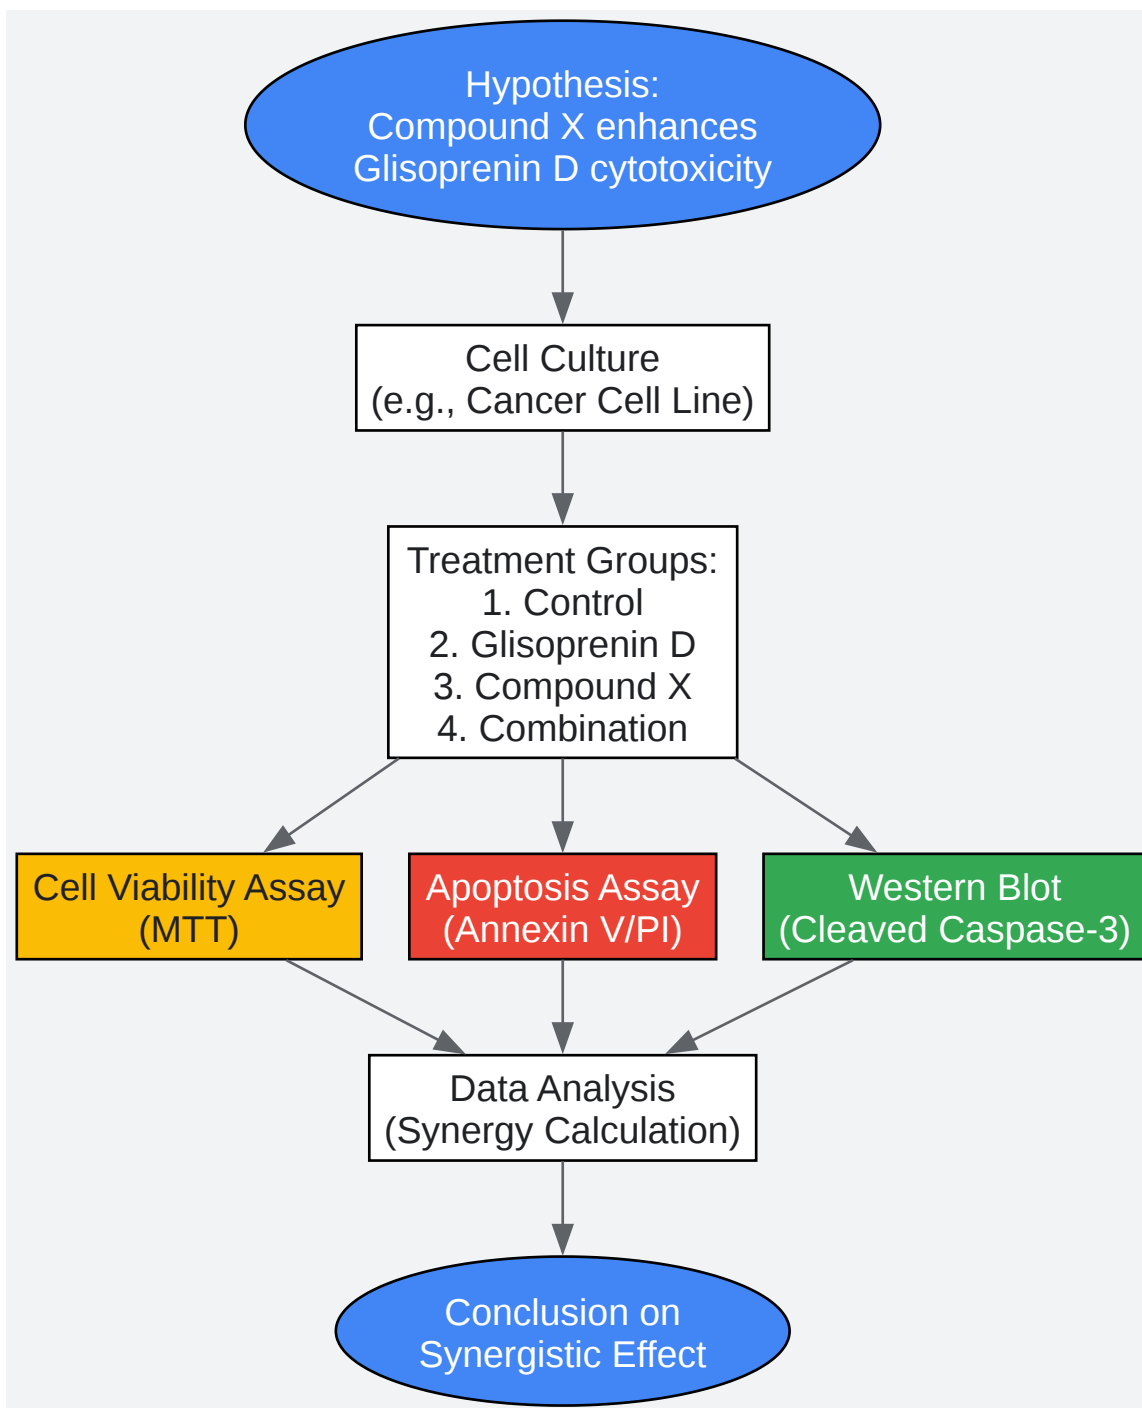 Hypothesis:
Compound X enhances
Glisoprenin D cytotoxicity
Cell Culture
(e.g., Cancer Cell Line)
Treatment Groups:
1. Control
2. Glisoprenin D
3. Compound X
4. Combination
Cell Viability Assay
(MTT)
Apoptosis Assay
(Annexin V/PI)
Western Blot
(Cleaved Caspase-3)
Data Analysis
(Synergy Calculation)
Conclusion on
Synergistic Effect